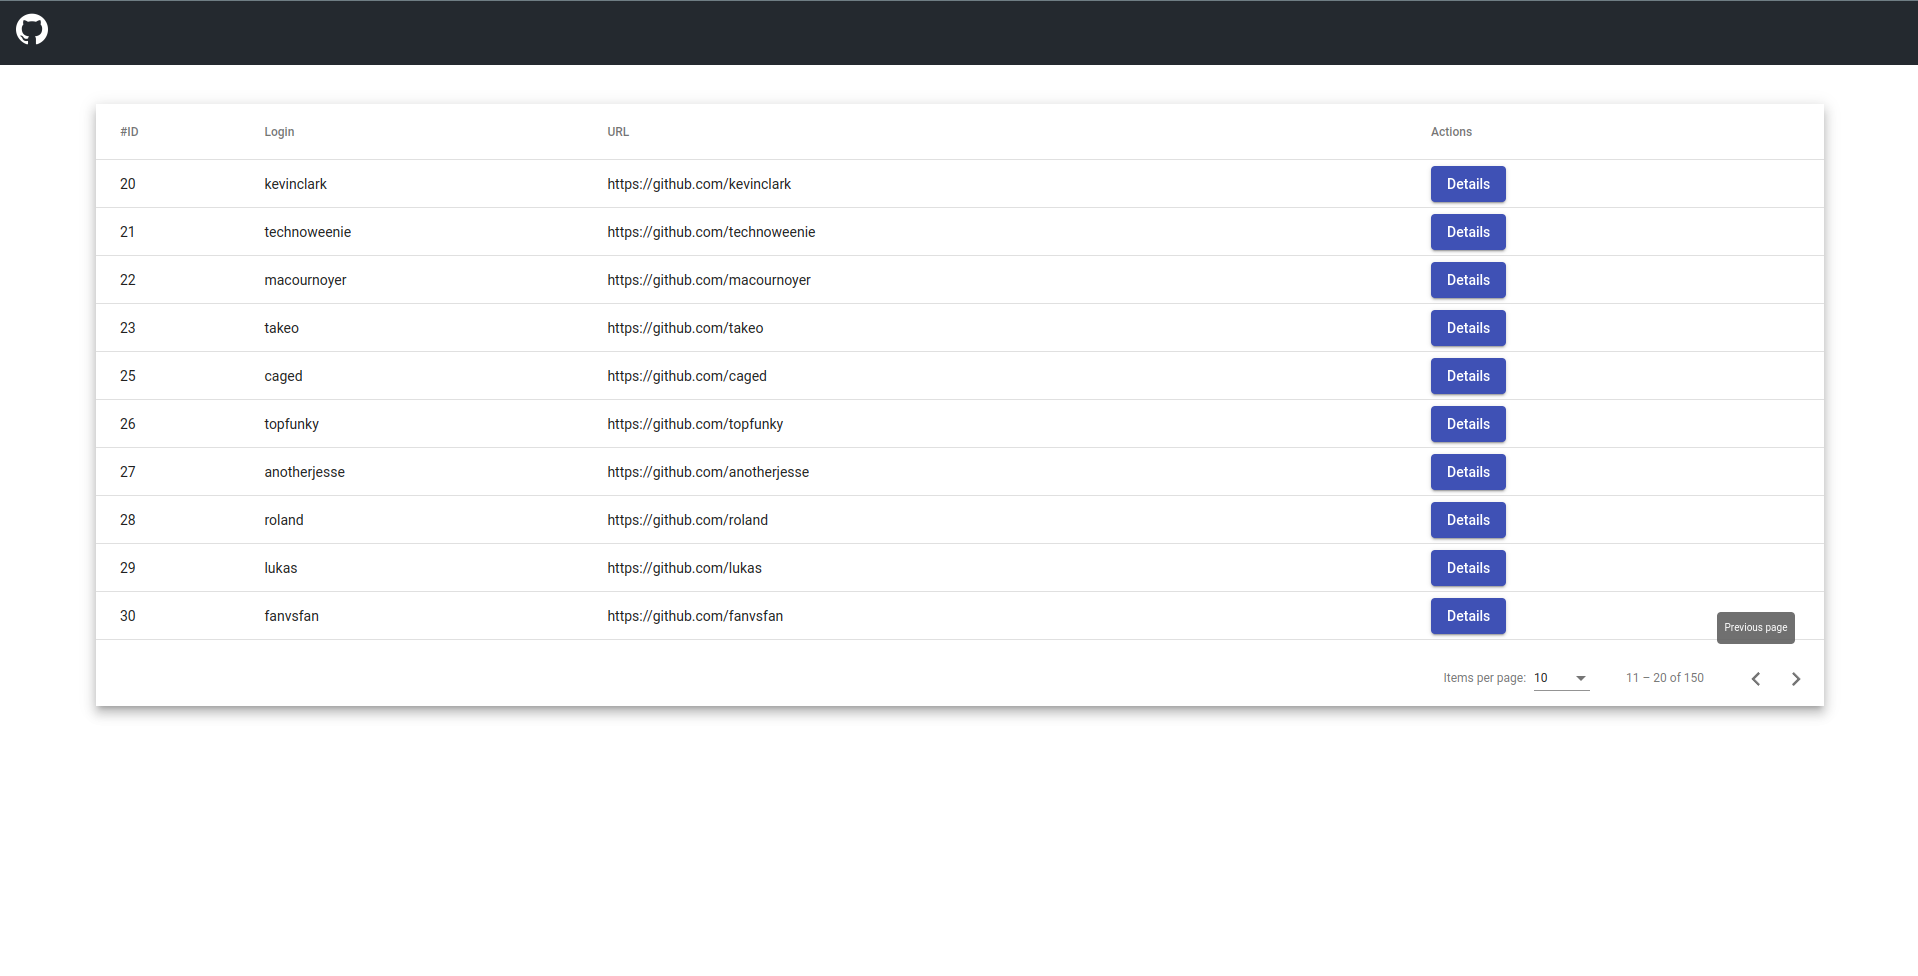 #ID Login URL Actions
20 kevinclark https://github.com/kevinclark Details
21 technoweenie https://github.com/technoweenie Details
22 macournoyer https://github.com/macournoyer Details
23 takeo https://github.com/takeo Details
25 caged https://github.com/caged Details
26 topfunky https://github.com/topfunky Details
27 anotherjesse https://github.com/anotherjesse Details
28 roland https://github.com/roland Details
29 lukas https://github.com/lukas Details
30 fanvsfan https://github.com/fanvsfan Details
Previous page
Items per page: 10 11 – 20 of 150